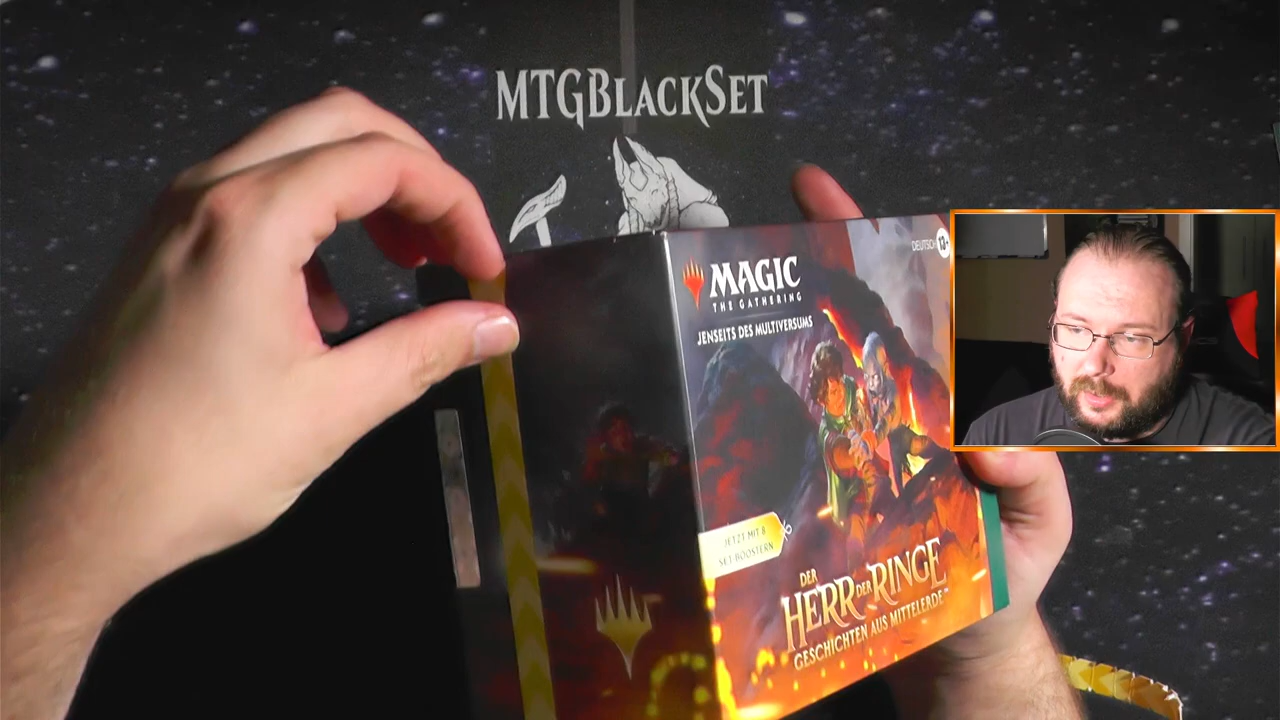 MTGBLACKSET
DEUTSCH 13+
MAGIC
THE GATHERING
JENSEITS DES MULTIVERSUMS
JETZT MIT 8
SET-BOOSTERN
DER
HERR DER RINGE
GESCHICHTEN AUS MITTELERDE™